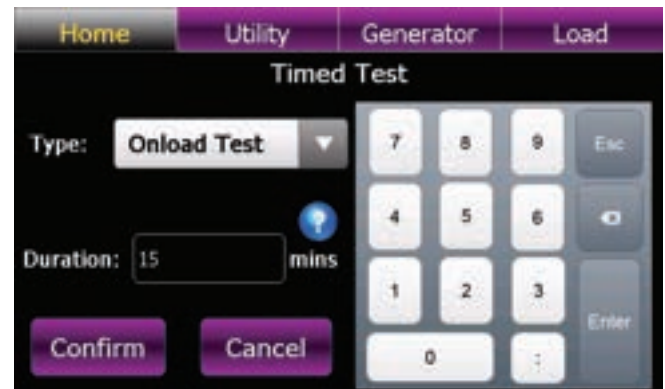 Home Utility Generator Load
Timed Test
Type: Onload Test
Duration: 15 mins
Confirm Cancel
7 8 9 Esc
4 5 6
1 2 3 Enter
0 :